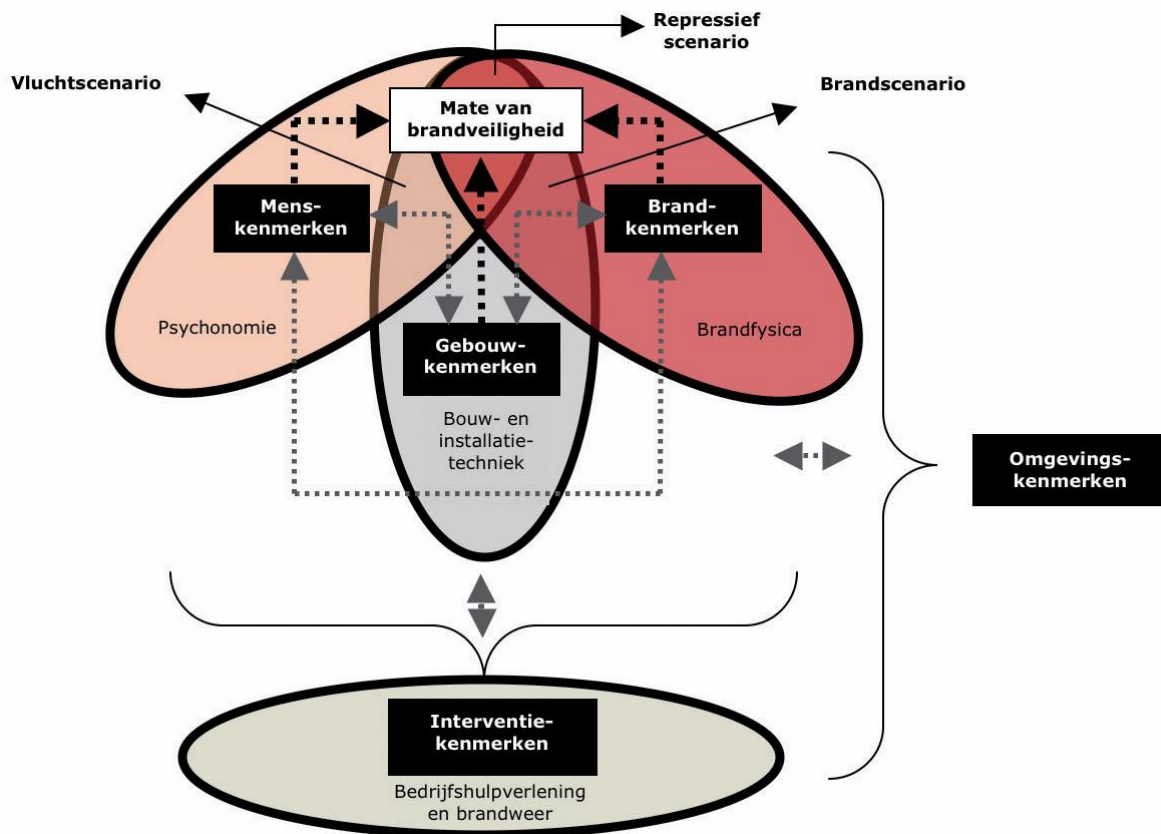 Repressief
scenario
Vluchtscenario
Brandscenario
Mate van
brandveiligheid
Mens-
kenmerken
Brand-
kenmerken
Psychonomie
Brandfysica
Gebouw-
kenmerken
Bouw- en
installatie-
techniek
Omgevings-
kenmerken
Interventie-
kenmerken
Bedrijfshulpverlening
en brandweer